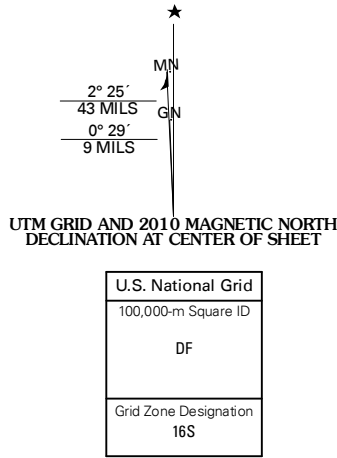 MN
2° 25´
43 MILS
GN
0° 29´
9 MILS
UTM GRID AND 2010 MAGNETIC NORTH
DECLINATION AT CENTER OF SHEET
U.S. National Grid
100,000-m Square ID
DF
Grid Zone Designation
16S